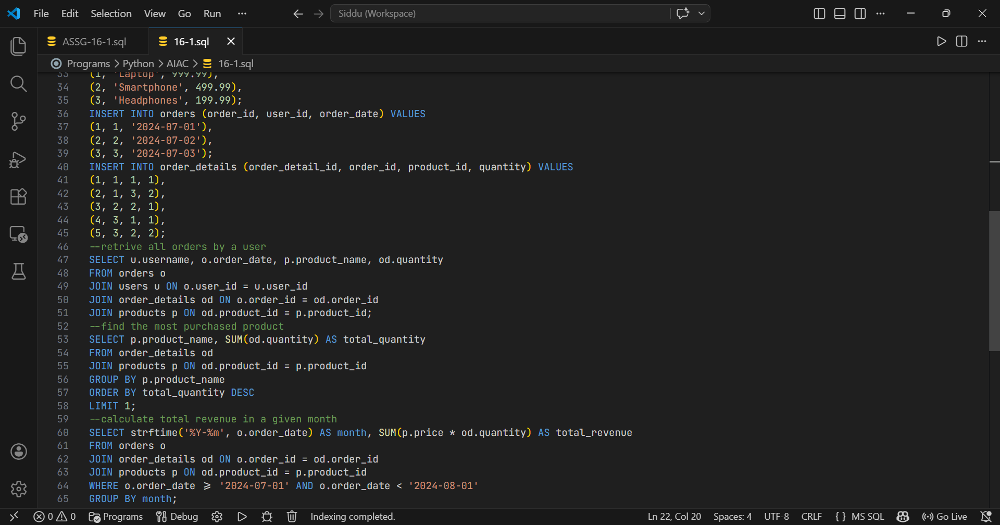 File Edit Selection View Go Run ··· Siddu (Workspace)
ASSG-16-1.sql 16-1.sql
Programs > Python > AIAC > 16-1.sql
33 (1, 'Laptop', 999.99),
34 (2, 'Smartphone', 499.99),
35 (3, 'Headphones', 199.99);
36 INSERT INTO orders (order_id, user_id, order_date) VALUES
37 (1, 1, '2024-07-01'),
38 (2, 2, '2024-07-02'),
39 (3, 3, '2024-07-03');
40 INSERT INTO order_details (order_detail_id, order_id, product_id, quantity) VALUES
41 (1, 1, 1, 1),
42 (2, 1, 3, 2),
43 (3, 2, 2, 1),
44 (4, 3, 1, 1),
45 (5, 3, 2, 2);
46 --retrive all orders by a user
47 SELECT u.username, o.order_date, p.product_name, od.quantity
48 FROM orders o
49 JOIN users u ON o.user_id = u.user_id
50 JOIN order_details od ON o.order_id = od.order_id
51 JOIN products p ON od.product_id = p.product_id;
52 --find the most purchased product
53 SELECT p.product_name, SUM(od.quantity) AS total_quantity
54 FROM order_details od
55 JOIN products p ON od.product_id = p.product_id
56 GROUP BY p.product_name
57 ORDER BY total_quantity DESC
58 LIMIT 1;
59 --calculate total revenue in a given month
60 SELECT strftime('%Y-%m', o.order_date) AS month, SUM(p.price * od.quantity) AS total_revenue
61 FROM orders o
62 JOIN order_details od ON o.order_id = od.order_id
63 JOIN products p ON od.product_id = p.product_id
64 WHERE o.order_date >= '2024-07-01' AND o.order_date < '2024-08-01'
65 GROUP BY month;
0 0 Programs Debug Indexing completed. Ln 22, Col 20 Spaces: 4 UTF-8 CRLF {} MS SQL Go Live